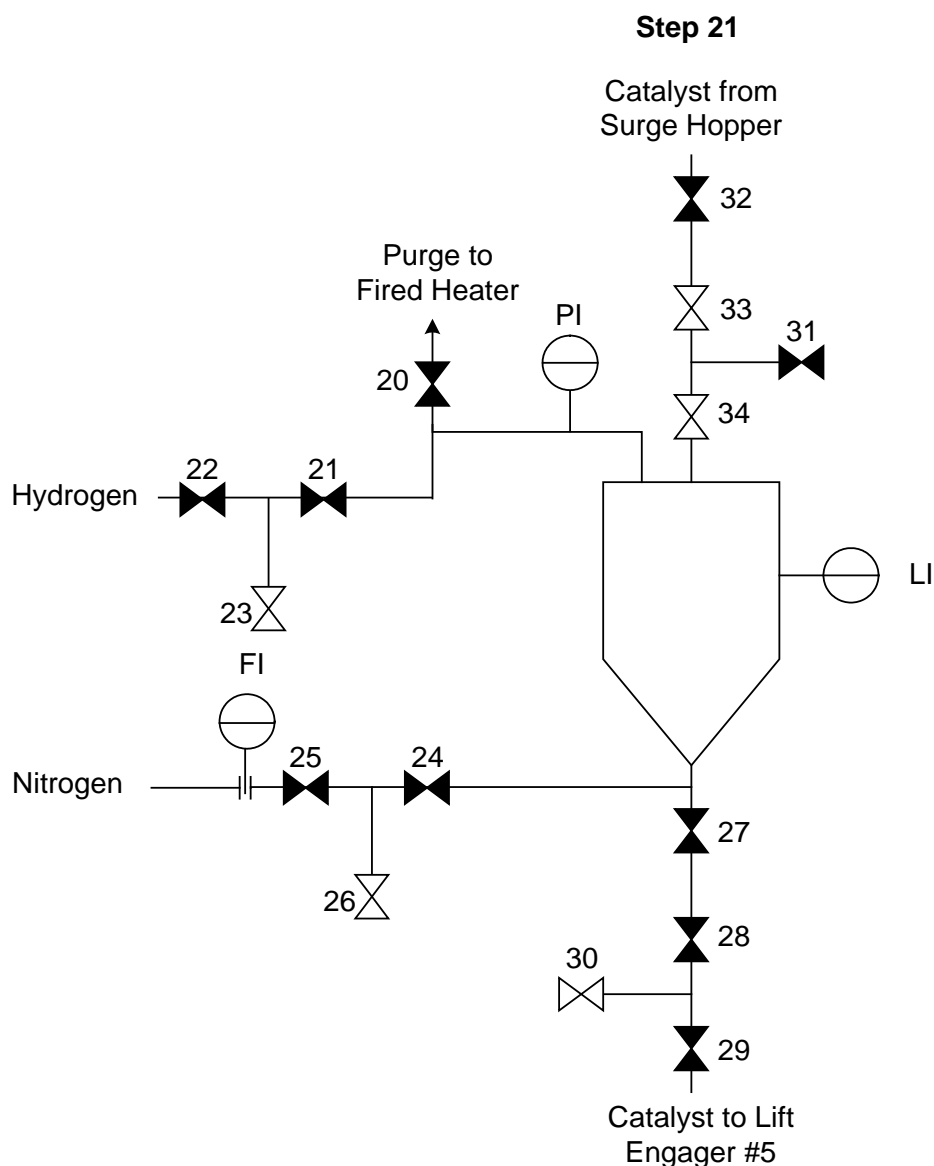 Step 21
Catalyst from
Surge Hopper
32
Purge to
Fired Heater
PI
33
31
20
34
22
21
Hydrogen
LI
23
FI
25
24
Nitrogen
27
26
28
30
29
Catalyst to Lift
Engager #5